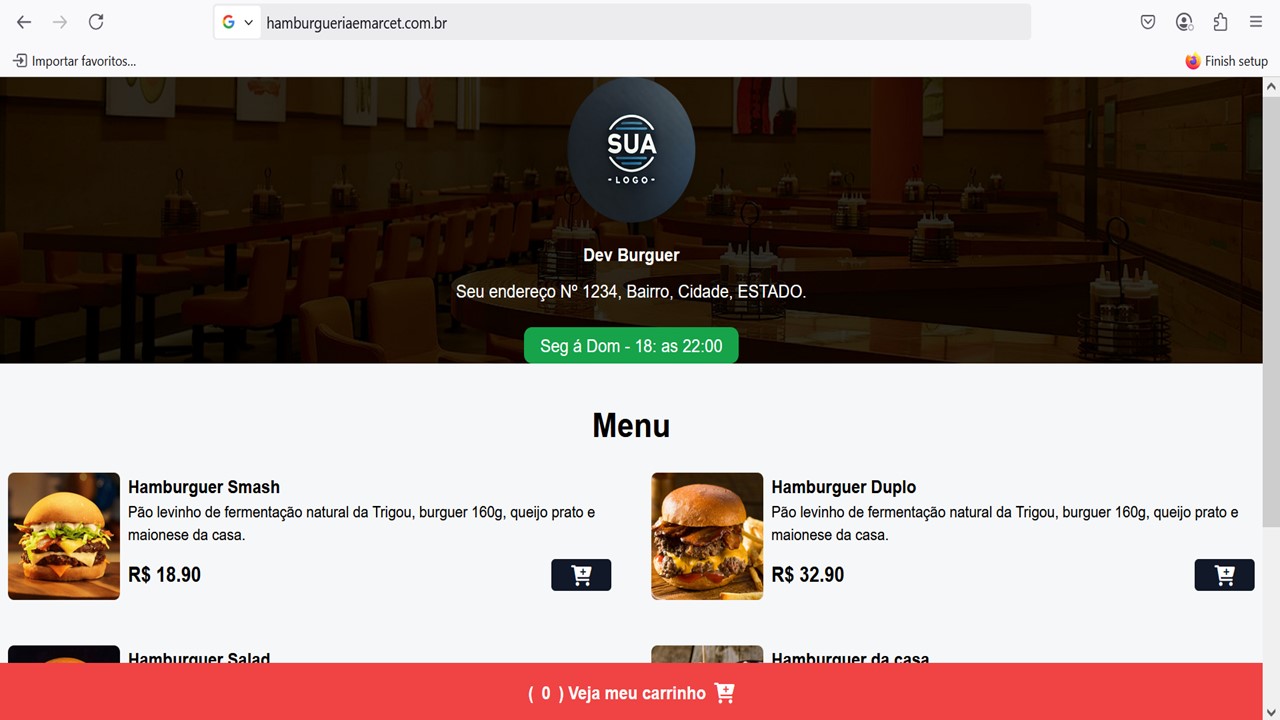 hamburgueriaemarcet.com.br
Importar favoritos...
Finish setup
SUA
-LOGO-
Dev Burguer
Seu endereço Nº 1234, Bairro, Cidade, ESTADO.
Seg á Dom - 18: as 22:00
Menu
Hamburguer Smash
Pão levinho de fermentação natural da Trigou, burguer 160g, queijo prato e
maionese da casa.
R$ 18.90
Hamburguer Duplo
Pão levinho de fermentação natural da Trigou, burguer 160g, queijo prato e
maionese da casa.
R$ 32.90
Hamburguer Salad
Hamburguer da casa
( 0 ) Veja meu carrinho